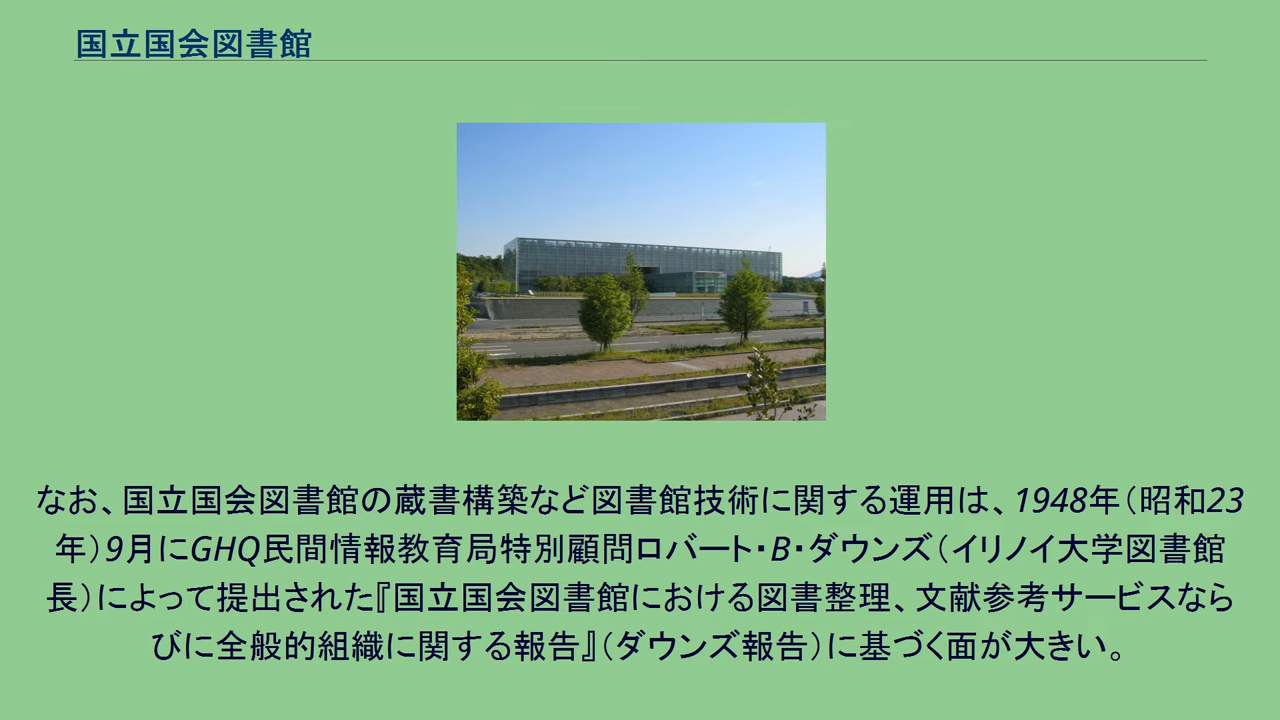 国立国会図書館
なお、国立国会図書館の蔵書構築など図書館技術に関する運用は、1948年(昭和23
年)9月にGHQ民間情報教育局特別顧問ロバート・B・ダウンズ(イリノイ大学図書館
長)によって提出された『国立国会図書館における図書整理、文献参考サービスなら
びに全般的組織に関する報告』(ダウンズ報告)に基づく面が大きい。